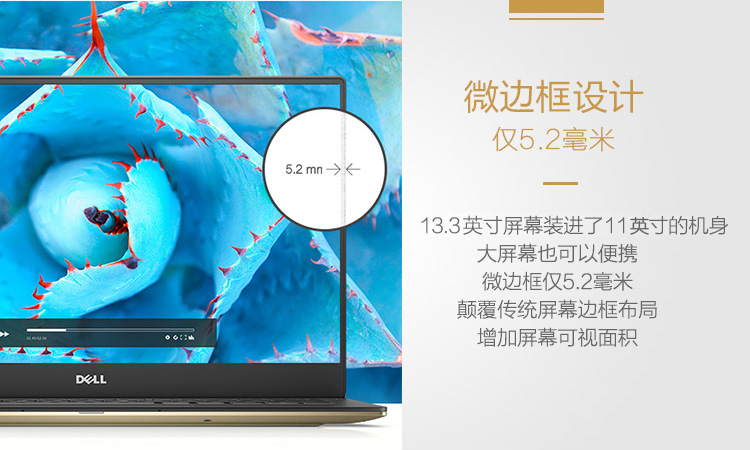 微边框设计
仅5.2毫米
5.2 mm
13.3英寸屏幕装进了11英寸的机身
大屏幕也可以便携
微边框仅5.2毫米
颠覆传统屏幕边框布局
增加屏幕可视面积
DELL